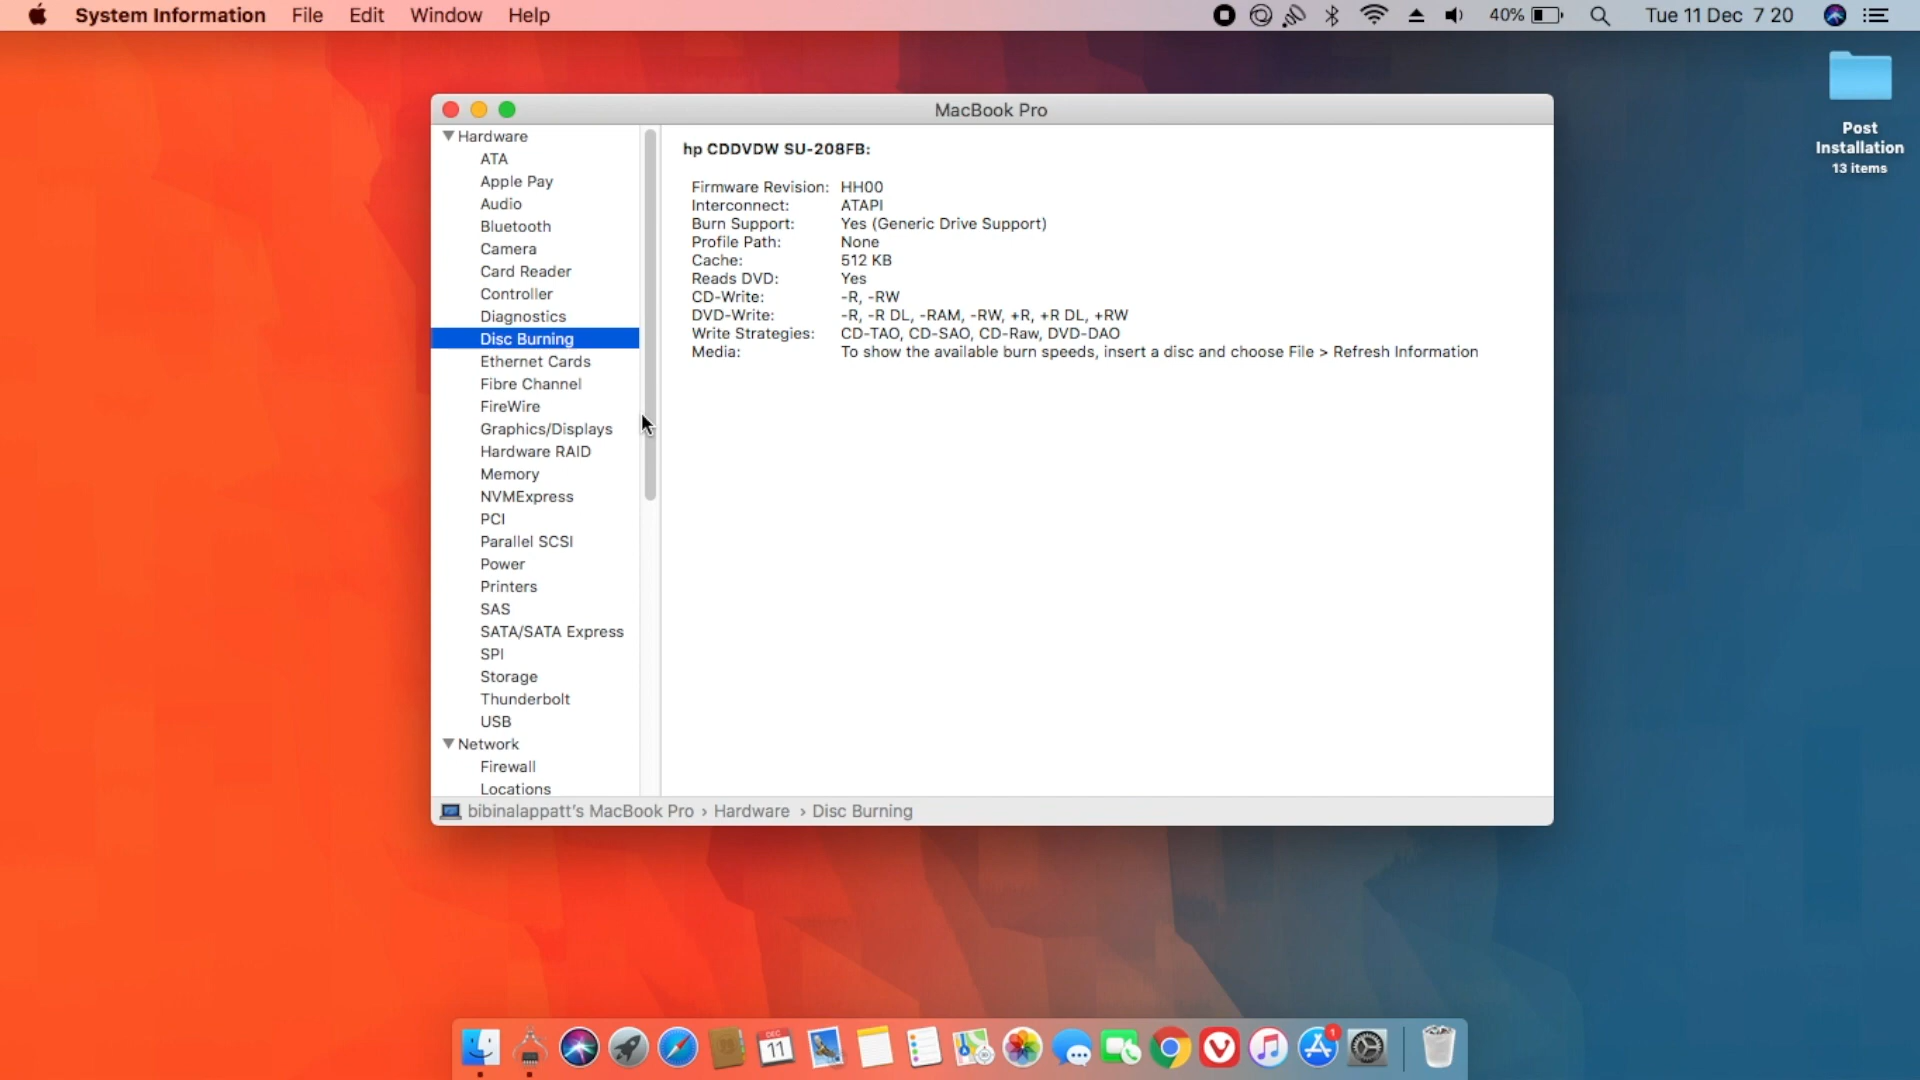 System Information File Edit Window Help 40% Tue 11 Dec 7 20
Post
Installation
13 items
MacBook Pro
Hardware
ATA
Apple Pay
Audio
Bluetooth
Camera
Card Reader
Controller
Diagnostics
Disc Burning
Ethernet Cards
Fibre Channel
FireWire
Graphics/Displays
Hardware RAID
Memory
NVMExpress
PCI
Parallel SCSI
Power
Printers
SAS
SATA/SATA Express
SPI
Storage
Thunderbolt
USB
Network
Firewall
Locations
hp CDDVDW SU-208FB:
Firmware Revision: HH00
Interconnect: ATAPI
Burn Support: Yes (Generic Drive Support)
Profile Path: None
Cache: 512 KB
Reads DVD: Yes
CD-Write: -R, -RW
DVD-Write: -R, -R DL, -RAM, -RW, +R, +R DL, +RW
Write Strategies: CD-TAO, CD-SAO, CD-Raw, DVD-DAO
Media: To show the available burn speeds, insert a disc and choose File > Refresh Information
bibinalappatt's MacBook Pro › Hardware › Disc Burning
DEC
11
1